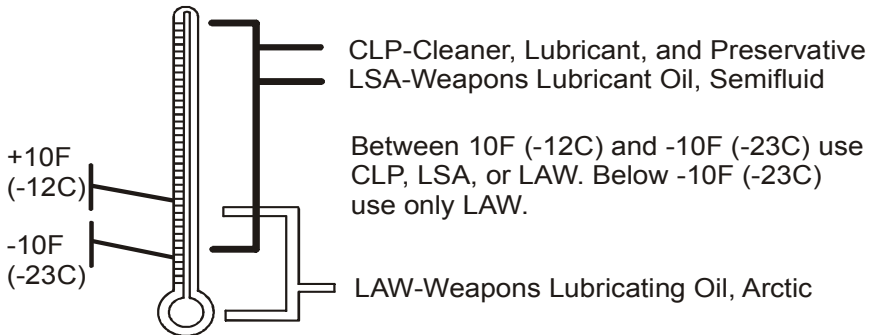 CLP-Cleaner, Lubricant, and Preservative
LSA-Weapons Lubricant Oil, Semifluid
+10F
(-12C)
Between 10F (-12C) and -10F (-23C) use
CLP, LSA, or LAW. Below -10F (-23C)
use only LAW.
-10F
(-23C)
LAW-Weapons Lubricating Oil, Arctic